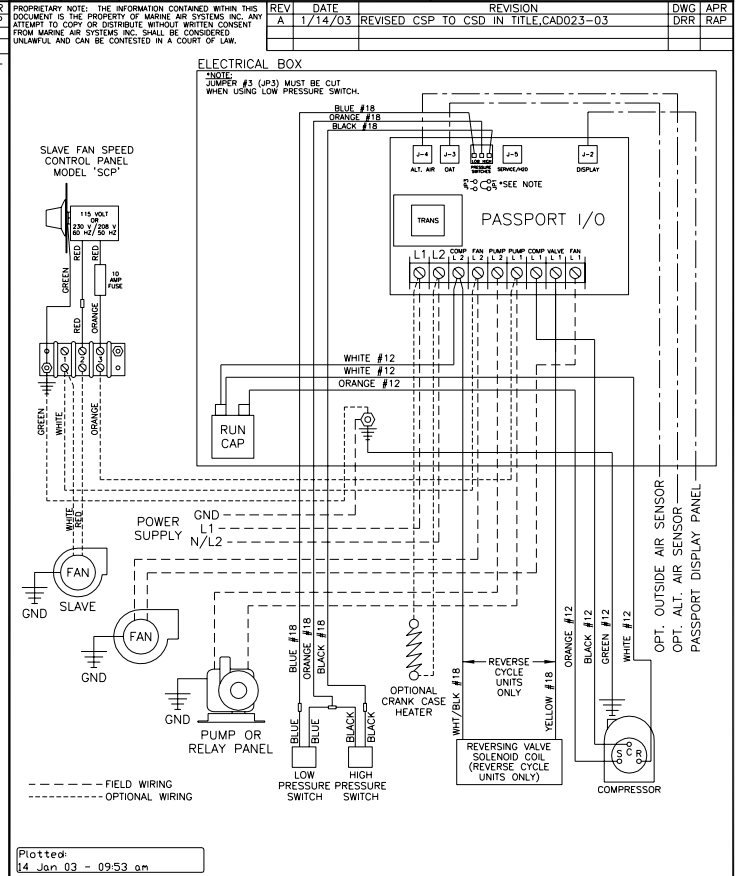 PROPRIETARY NOTE: THE INFORMATION CONTAINED WITHIN THIS
DOCUMENT IS THE PROPERTY OF MARINE AIR SYSTEMS INC. ANY
ATTEMPT TO COPY OR DISTRIBUTE WITHOUT WRITTEN CONSENT
FROM MARINE AIR SYSTEMS INC. SHALL BE CONSIDERED
UNLAWFUL AND CAN BE CONTESTED IN A COURT OF LAW.
REV DATE REVISION DWG APR
A 1/14/03 REVISED CSP TO CSD IN TITLE,CAD023-03 DRR RAP
ELECTRICAL BOX
*NOTE:
JUMPER #3 (JP3) MUST BE CUT
WHEN USING LOW PRESSURE SWITCH.
BLUE #18
ORANGE #18
BLACK #18
SLAVE FAN SPEED
CONTROL PANEL
MODEL 'SCP'
115 VOLT
OR
230 V/208 V
60 HZ/ 50 HZ
GREEN
RED
RED
10
AMP
FUSE
RED
ORANGE
1
2
3
GREEN
WHITE
ORANGE
J-4
ALT. AIR
J-3
OAT
LOW HIGH
PRESSURE
SWITCHES
J-5
SERVICE/H2O
J-2
DISPLAY
*SEE NOTE
TRANS
PASSPORT I/O
L1 L2 COMP L 2 FAN L 2 PUMP L 2 PUMP L 1 COMP L 1 VALVE L 1 FAN L 1
WHITE #12
WHITE #12
ORANGE #12
RUN
CAP
POWER
SUPPLY
GND
L1
N/L2
WHITE
RED
FAN
SLAVE
GND
FAN
GND
GND
PUMP OR
RELAY PANEL
BLUE #18
ORANGE #18
BLACK #18
BLUE
BLUE
BLACK
BLACK
LOW
PRESSURE
SWITCH
HIGH
PRESSURE
SWITCH
OPTIONAL
CRANK CASE
HEATER
WHT/BLK #18
REVERSE
CYCLE
UNITS
ONLY
YELLOW #18
REVERSING VALVE
SOLENOID COIL
(REVERSE CYCLE
UNITS ONLY)
ORANGE #12
BLACK #12
GREEN #12
WHITE #12
S C R
COMPRESSOR
OPT. OUTSIDE AIR SENSOR
OPT. ALT. AIR SENSOR
PASSPORT DISPLAY PANEL
FIELD WIRING
OPTIONAL WIRING
Plotted:
14 Jan 03 - 09:53 am